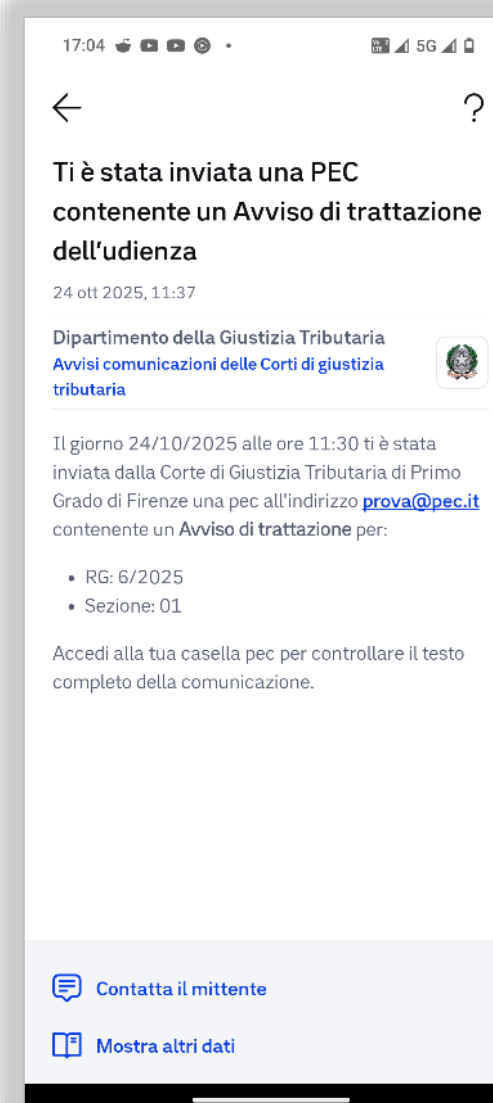 17:04
5G
Ti è stata inviata una PEC
contenente un Avviso di trattazione
dell'udienza
24 ott 2025, 11:37
Dipartimento della Giustizia Tributaria
Avvisi comunicazioni delle Corti di giustizia
tributaria
Il giorno 24/10/2025 alle ore 11:30 ti è stata
inviata dalla Corte di Giustizia Tributaria di Primo
Grado di Firenze una pec all'indirizzo prova@pec.it
contenente un Avviso di trattazione per:
• RG: 6/2025
• Sezione: 01
Accedi alla tua casella pec per controllare il testo
completo della comunicazione.
Contatta il mittente
Mostra altri dati